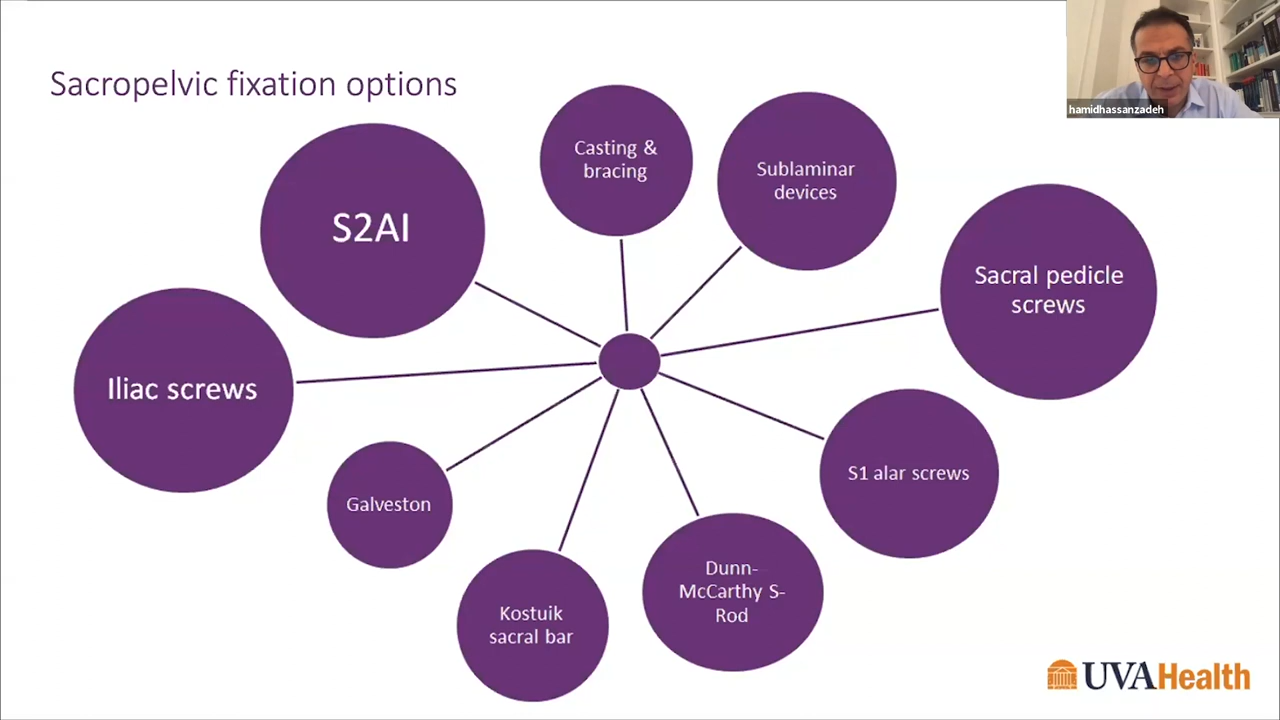 hamidhassanzadeh
Sacropelvic fixation options
Casting &
bracing
Sublaminar
devices
S2AI
Sacral pedicle
screws
Iliac screws
S1 alar screws
Galveston
Dunn-
McCarthy S-
Rod
Kostuik
sacral bar
UVAHealth